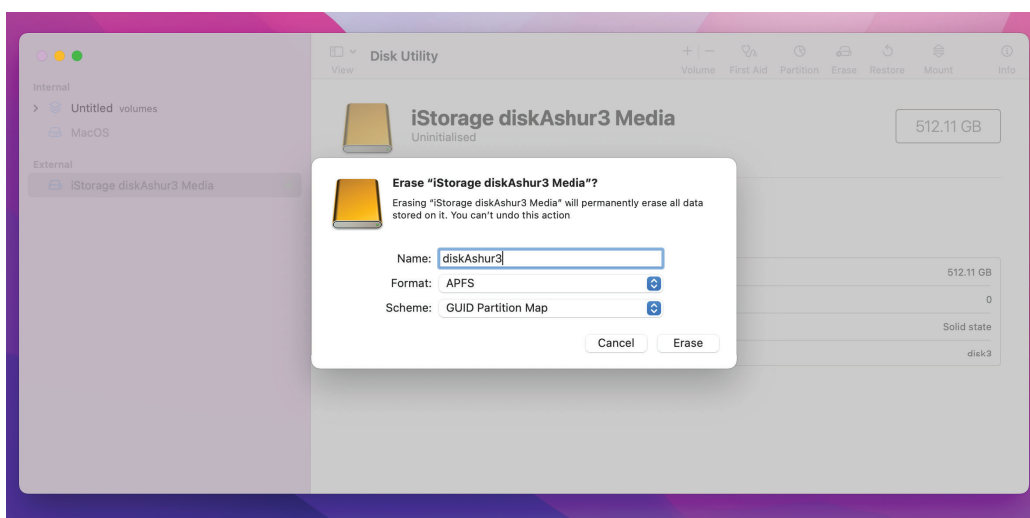 Disk Utility
View
Volume First Aid Partition Erase Restore Mount Info
Internal
Untitled volumes
MacOS
External
iStorage diskAshur3 Media
iStorage diskAshur3 Media
Uninitialised
512.11 GB
Erase “iStorage diskAshur3 Media”?
Erasing “iStorage diskAshur3 Media” will permanently erase all data
stored on it. You can’t undo this action
Name: diskAshur3
Format: APFS
Scheme: GUID Partition Map
Cancel Erase
512.11 GB
0
Solid state
disk3